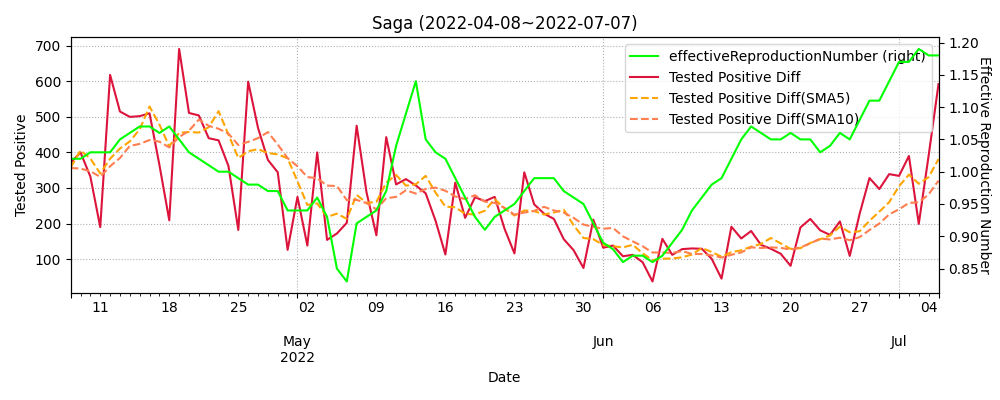 Saga (2022-04-08~2022-07-07)
effectiveReproductionNumber (right)
Tested Positive Diff
Tested Positive Diff(SMA5)
Tested Positive Diff(SMA10)
Tested Positive
700
600
500
400
300
200
100
1.20
1.15
1.10
1.05
1.00
0.95
0.90
0.85
Effective Reproduction Number
11 18 25 02 09 16 23 30 06 13 20 27 04
May Jun Jul
2022
Date